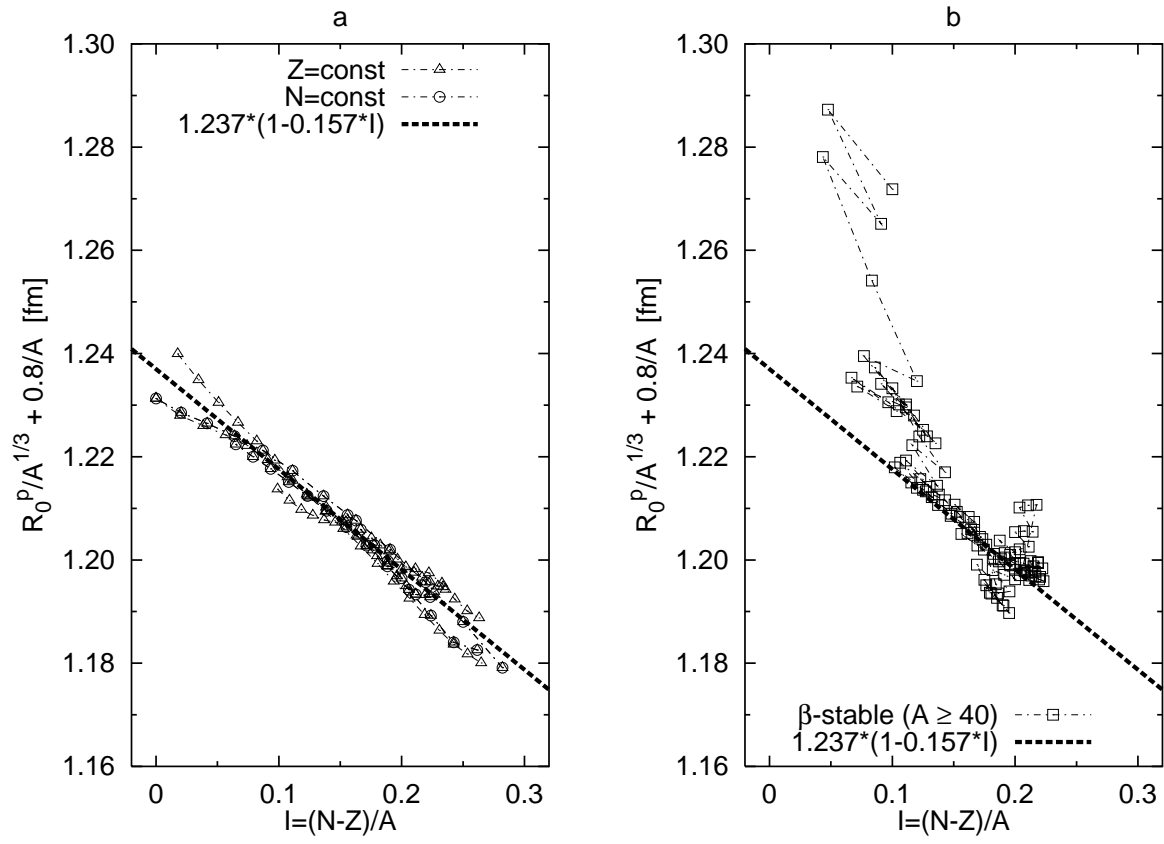 a
1.30
1.28
1.26
1.24
1.22
1.20
1.18
1.16
0
0.1
0.2
0.3
R₀ᵖ/A^{1/3} + 0.8/A [fm]
I=(N-Z)/A
Z=const
N=const
1.237*(1-0.157*I)
b
1.30
1.28
1.26
1.24
1.22
1.20
1.18
1.16
0
0.1
0.2
0.3
R₀ᵖ/A^{1/3} + 0.8/A [fm]
I=(N-Z)/A
β-stable (A ≥ 40)
1.237*(1-0.157*I)